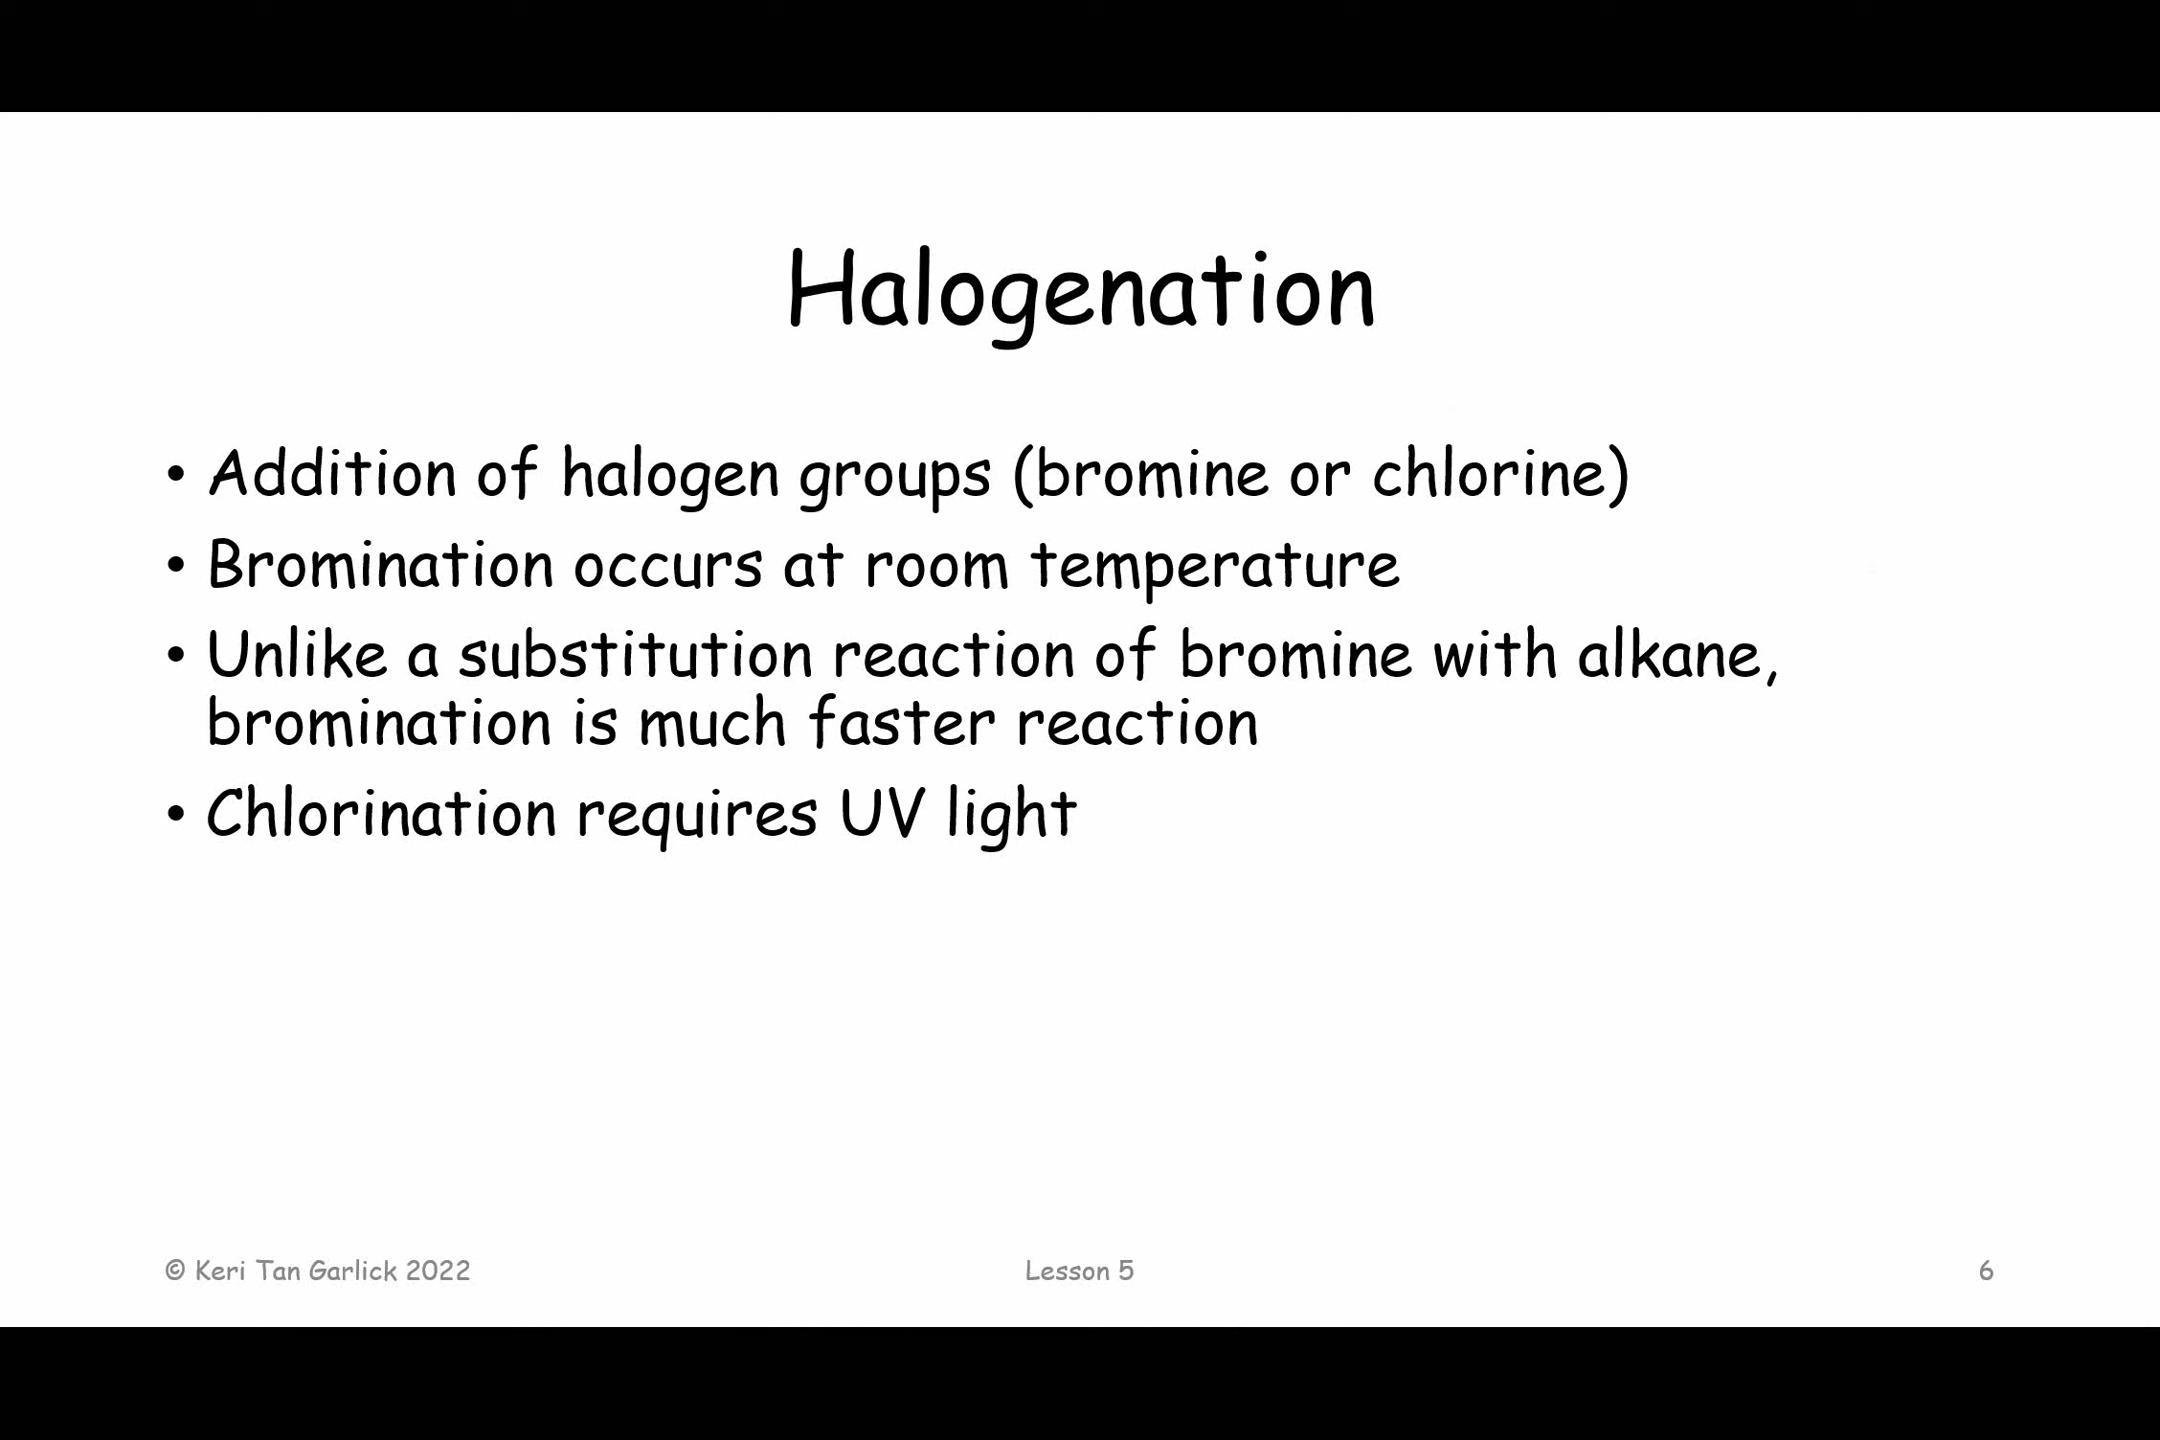 Halogenation
• Addition of halogen groups (bromine or chlorine)
• Bromination occurs at room temperature
• Unlike a substitution reaction of bromine with alkane,
bromination is much faster reaction
• Chlorination requires UV light
© Keri Tan Garlick 2022
Lesson 5
6